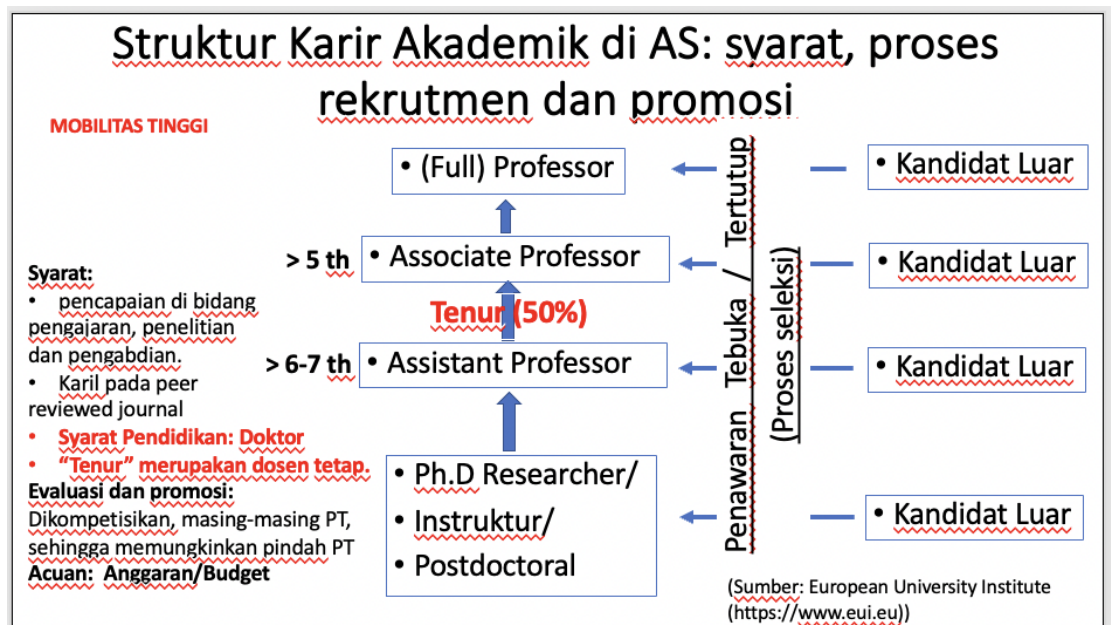 Struktur Karir Akademik di AS: syarat, proses
rekrutmen dan promosi
MOBILITAS TINGGI
• (Full) Professor
> 5 th
• Associate Professor
Tenur (50%)
> 6-7 th
• Assistant Professor
• Ph.D Researcher/
• Instruktur/
• Postdoctoral
Syarat:
• pencapaian di bidang
pengajaran, penelitian
dan pengabdian.
• Karil pada peer
reviewed journal
• Syarat Pendidikan: Doktor
• “Tenur” merupakan dosen tetap.
Evaluasi dan promosi:
Dikompetisikan, masing-masing PT,
sehingga memungkinkan pindah PT
Acuan: Anggaran/Budget
Penawaran Tebuka / Tertutup
(Proses seleksi)
• Kandidat Luar
• Kandidat Luar
• Kandidat Luar
• Kandidat Luar
(Sumber: European University Institute
(https://www.eui.eu))